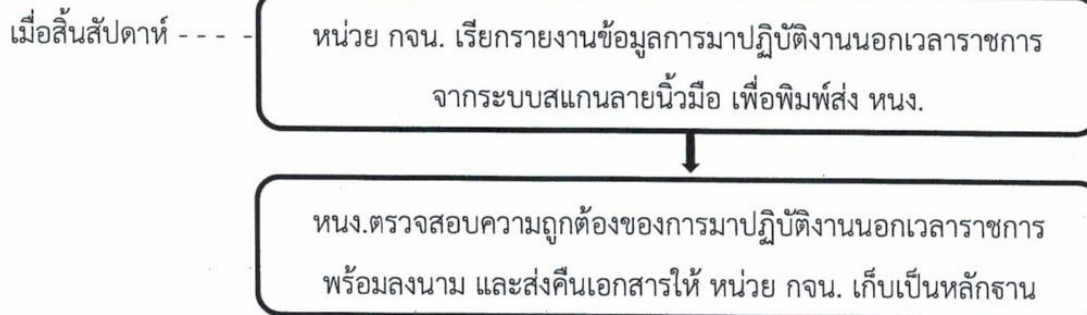 เมื่อสิ้นสัปดาห์ - - - -
หน่วย กจน. เรียกรายงานข้อมูลการมาปฏิบัติงานนอกเวลาราชการ
จากระบบสแกนลายนิ้วมือ เพื่อพิมพ์ส่ง หนง.
หนง.ตรวจสอบความถูกต้องของการมาปฏิบัติงานนอกเวลาราชการ
พร้อมลงนาม และส่งคืนเอกสารให้ หน่วย กจน. เก็บเป็นหลักฐาน